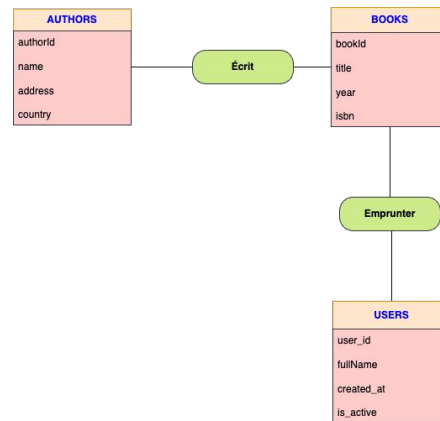 AUTHORS
authorId
name
address
country
Écrit
BOOKS
bookId
title
year
isbn
Emprunter
USERS
user_id
fullName
created_at
is_active